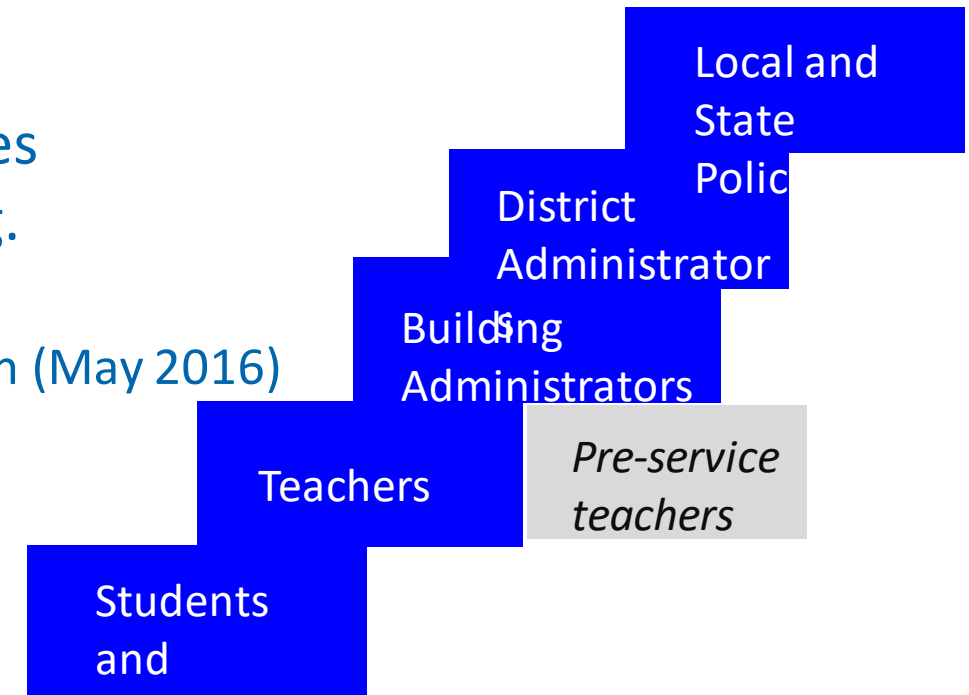 es
g.
n (May 2016)
Local and
State
Polic
District
Administrator
s
Building
Administrators
Teachers
Pre-service
teachers
Students
and